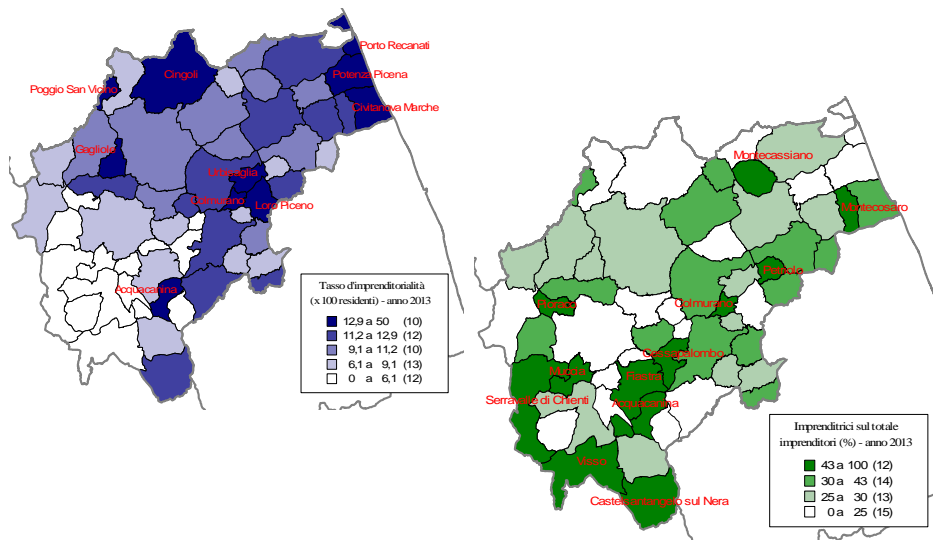 Porto Recanati
Cingoli
Potenza Picena
Poggio San Vicino
Civitanova Marche
Gagliole
Urbisaglia
Colmurano
Loro Piceno
Acquacanina
Tasso d'imprenditorialità
(x 100 residenti) - anno 2013
12,9 a 50 (10)
11,2 a 12,9 (12)
9,1 a 11,2 (10)
6,1 a 9,1 (13)
0 a 6,1 (12)
Montecassiano
Montecosaro
Petriolo
Pioraco
Colmurano
Gessapalombo
Muccia
Fiastra
Serravalle di Chienti
Acquacanina
Visso
Castelsantangelo sul Nera
Imprenditrici sul totale
imprenditori (%) - anno 2013
43 a 100 (12)
30 a 43 (14)
25 a 30 (13)
0 a 25 (15)